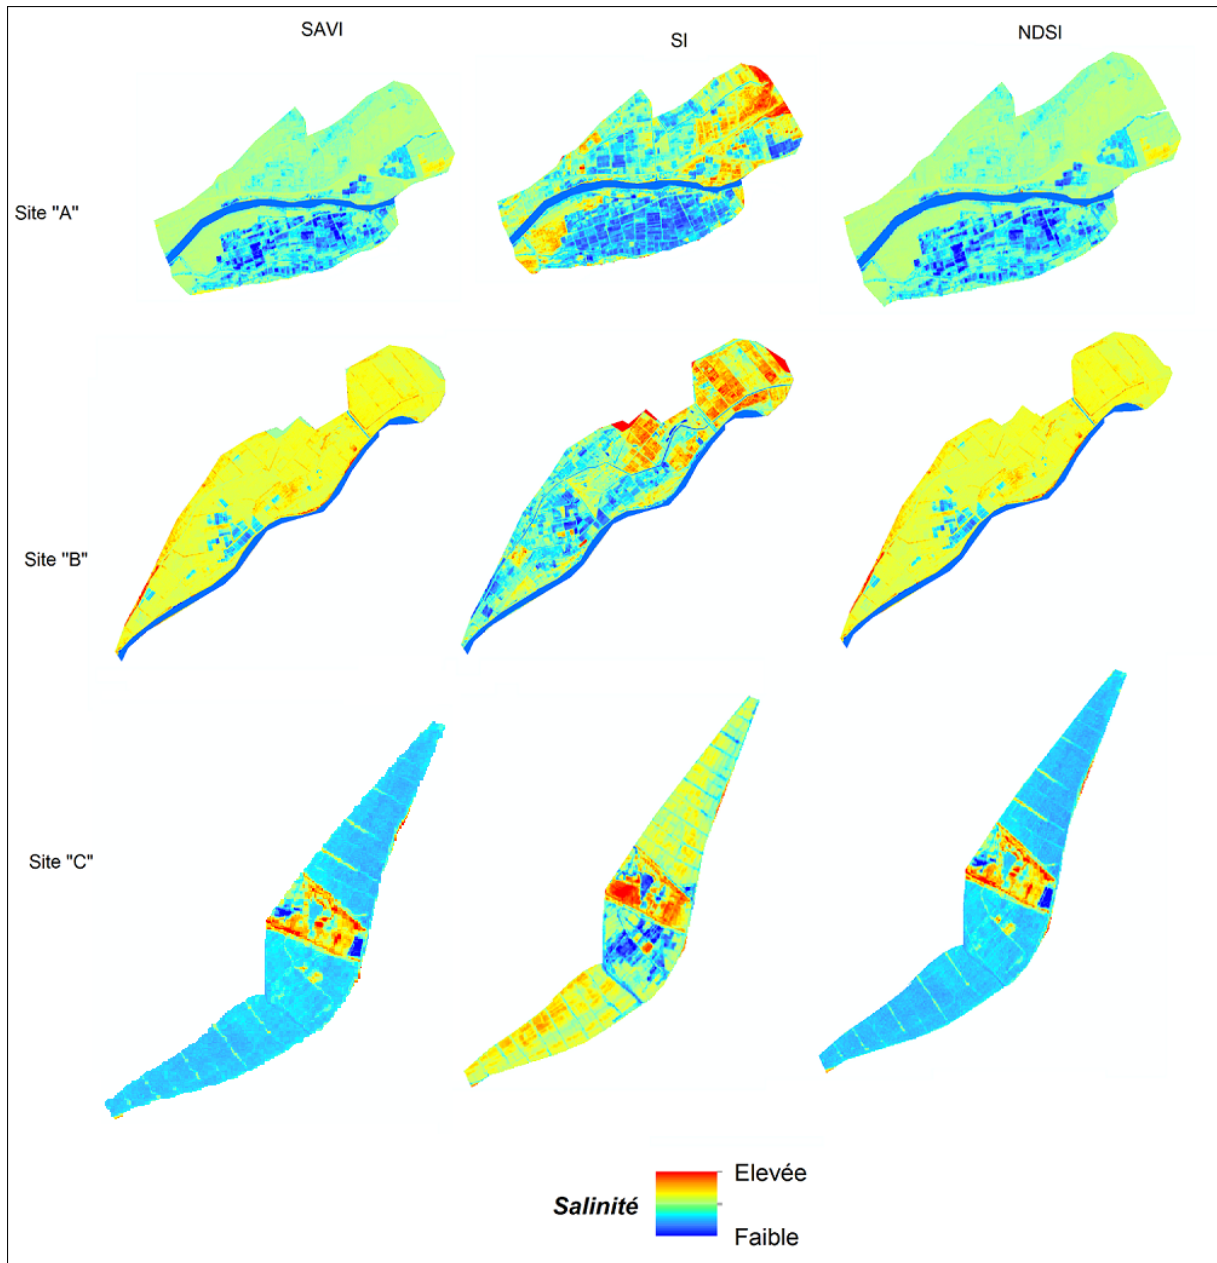 SAVI
SI
NDSI
Site "A"
Site "B"
Site "C"
Elevée
Salinité
Faible